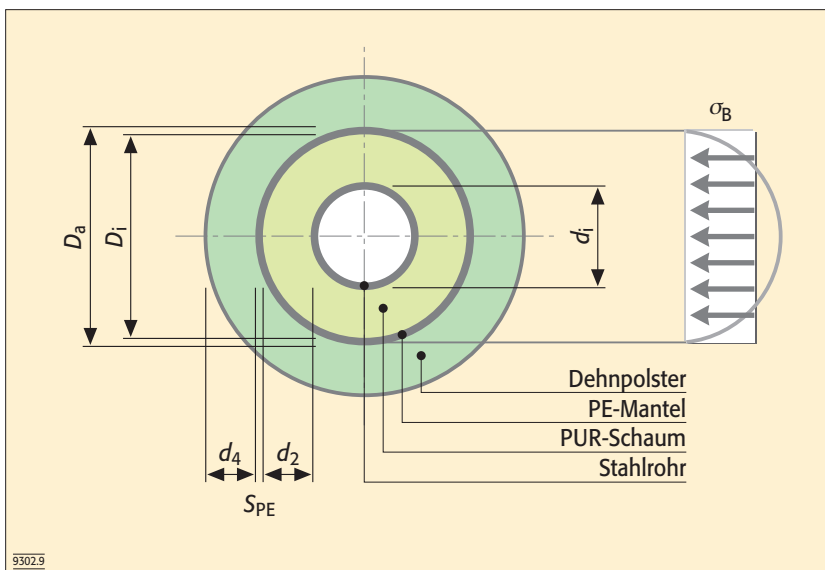 σB
Da
Di
di
Dehnpolster
PE-Mantel
PUR-Schaum
Stahlrohr
d4
d2
SPE
9302.9